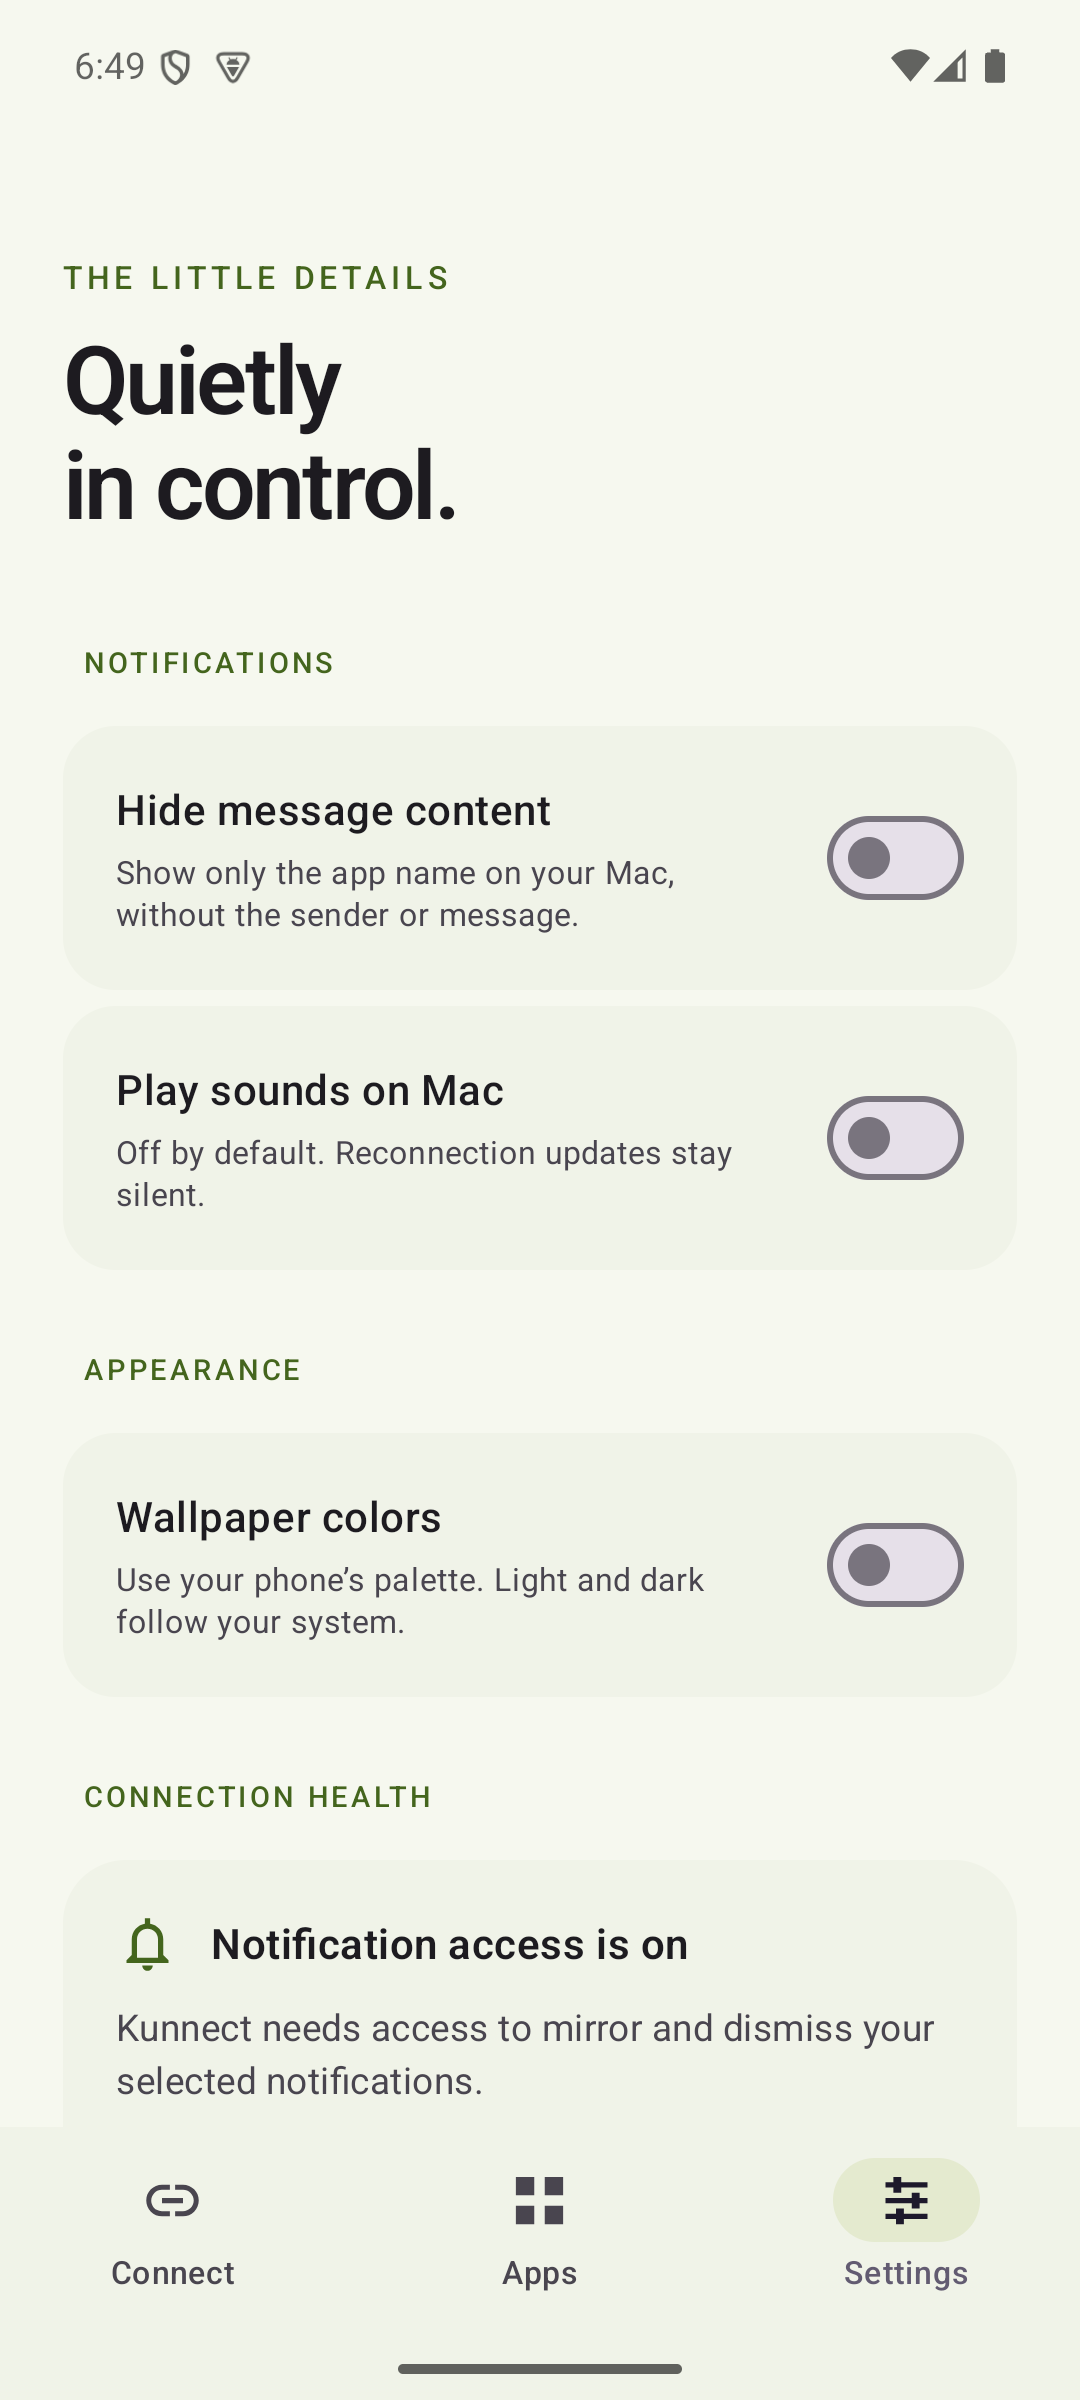 6:49
THE LITTLE DETAILS
Quietly
in control.
NOTIFICATIONS
Hide message content
Show only the app name on your Mac,
without the sender or message.
Play sounds on Mac
Off by default. Reconnection updates stay
silent.
APPEARANCE
Wallpaper colors
Use your phone’s palette. Light and dark
follow your system.
CONNECTION HEALTH
Notification access is on
Kunnect needs access to mirror and dismiss your
selected notifications.
Connect
Apps
Settings